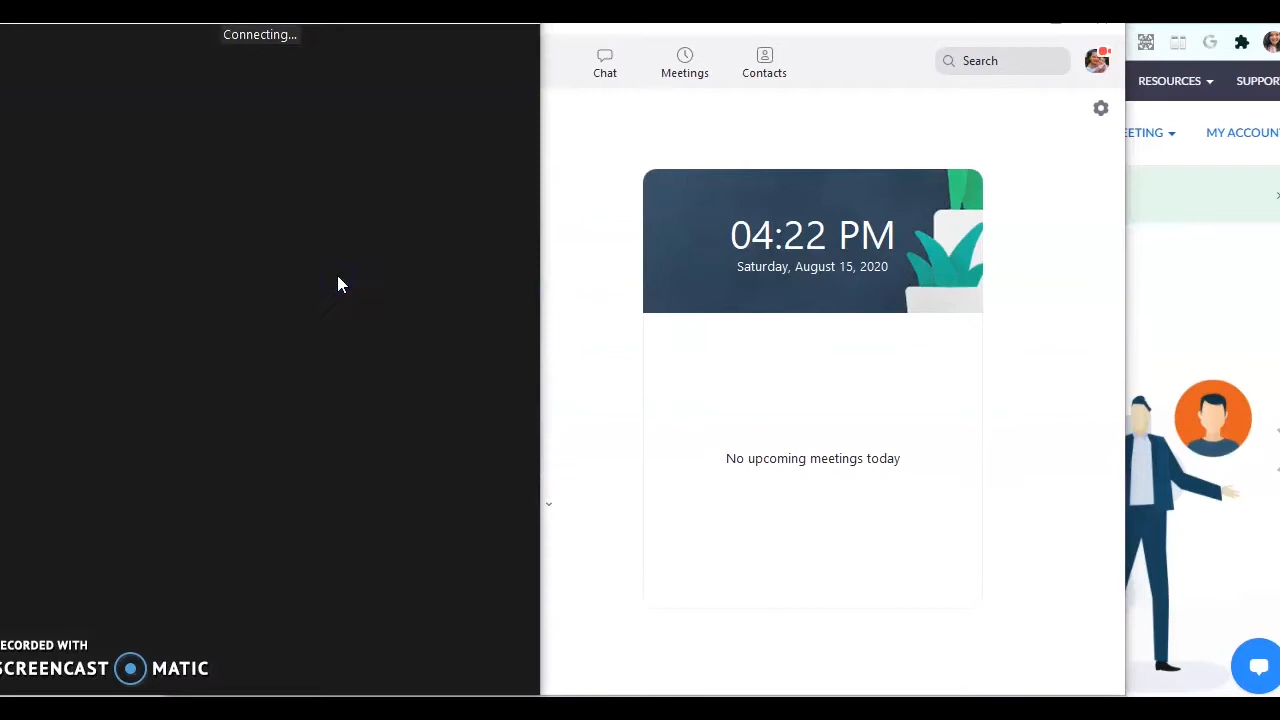 Connecting...
Chat
Meetings
Contacts
Search
RESOURCES
SUPPOR
EETING
MY ACCOUN
04:22 PM
Saturday, August 15, 2020
No upcoming meetings today
ECORDED WITH
SCREENCAST MATIC